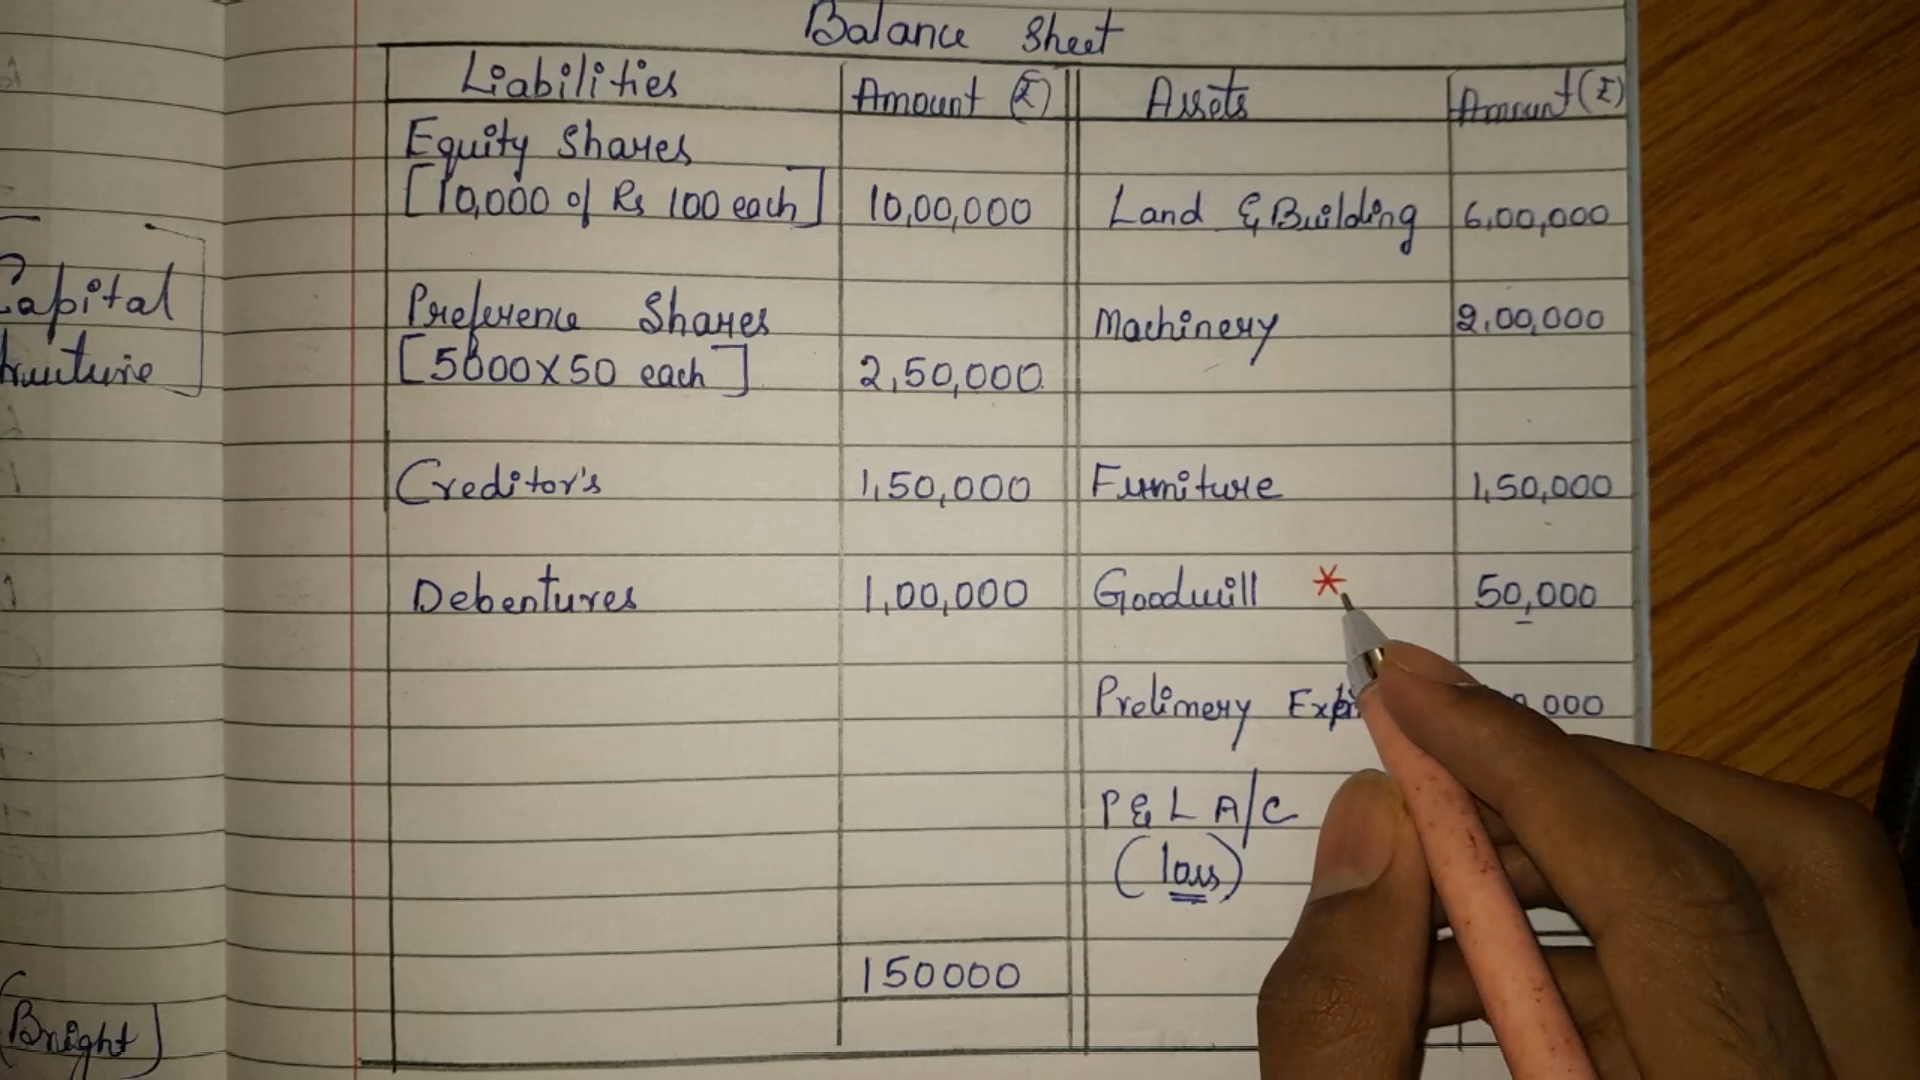 Balance Sheet
Liabilities Amount (₹) Assets Amount (₹)
Equity Shares
[10,000 of Rs 100 each] 10,00,000 Land & Building 6,00,000
Preference Shares Machinery 2,00,000
[5000x50 each] 2,50,000
Creditor's 1,50,000 Furniture 1,50,000
Debentures 1,00,000 Goodwill * 50,000
Prelimery
P & L A/C
(loss)
150000
Capital
(Bright)